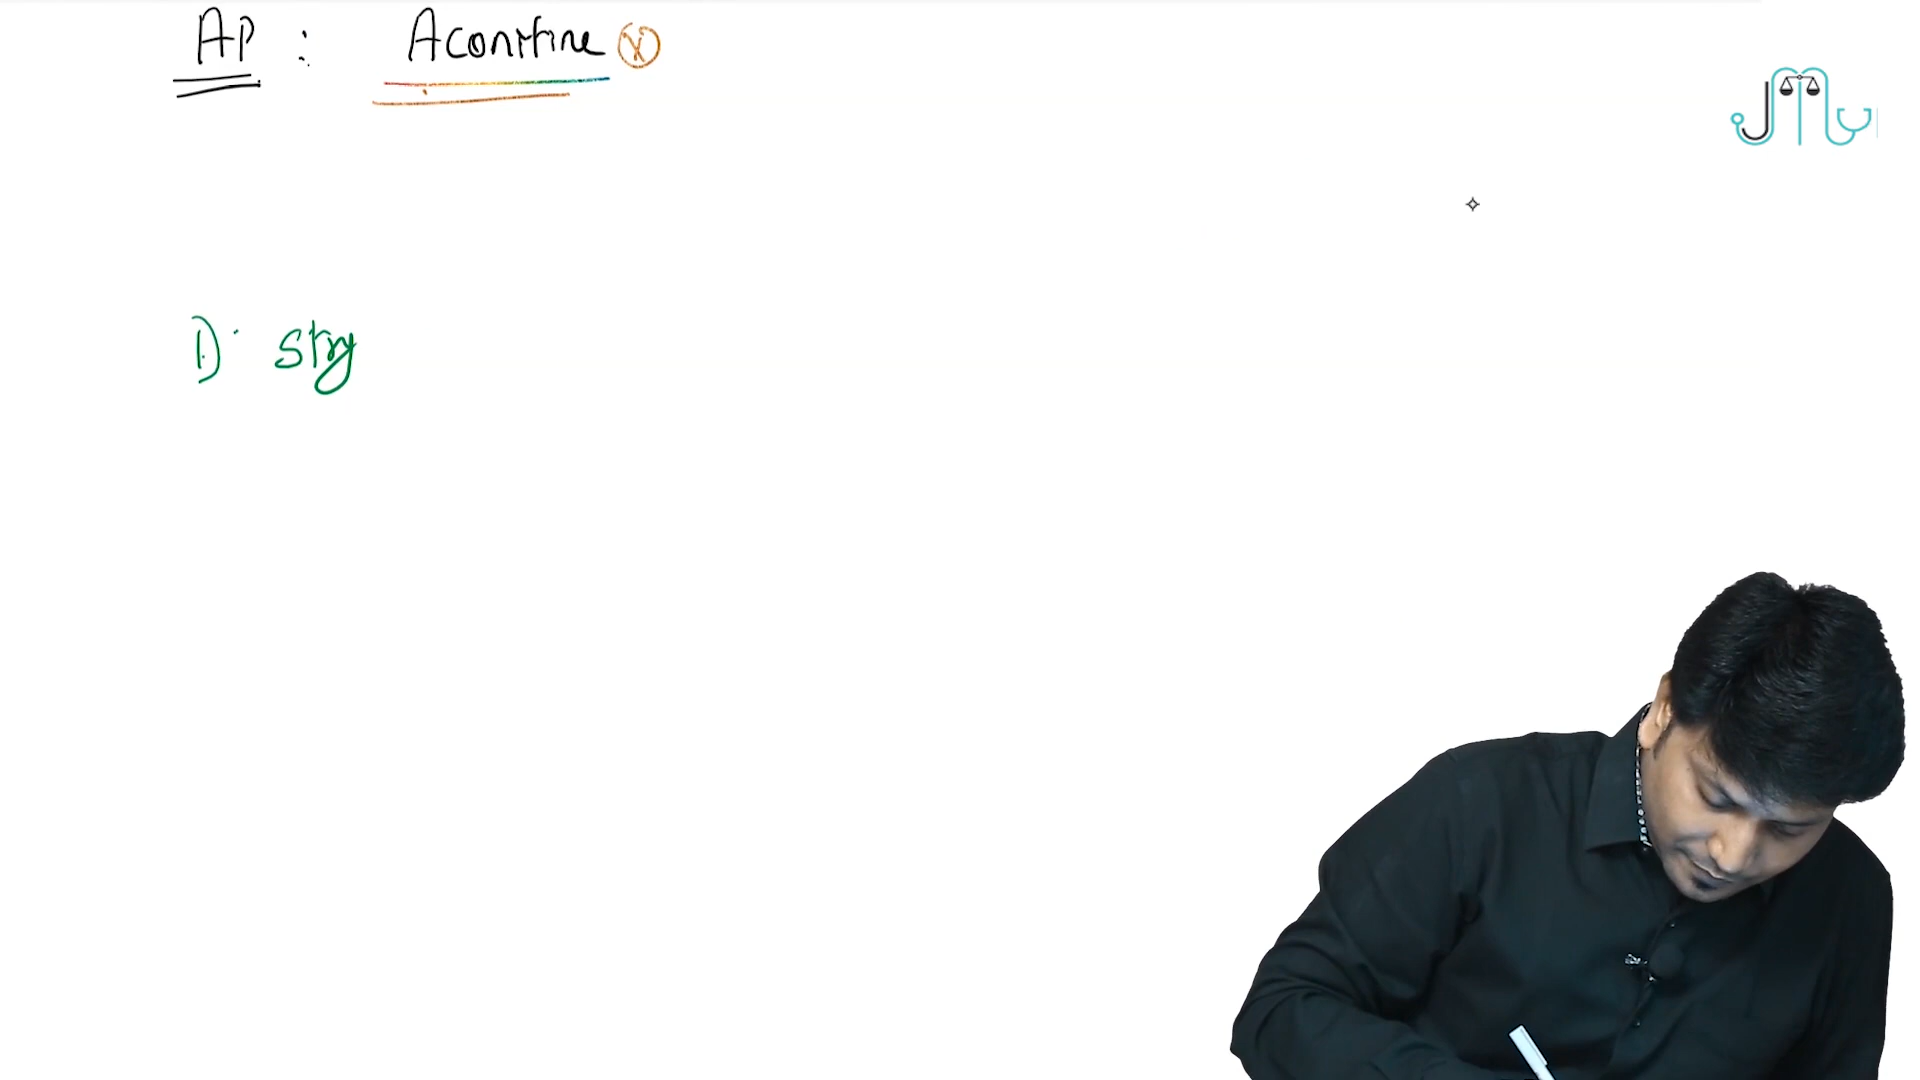 AP : Aconitine (x)
1) Stry